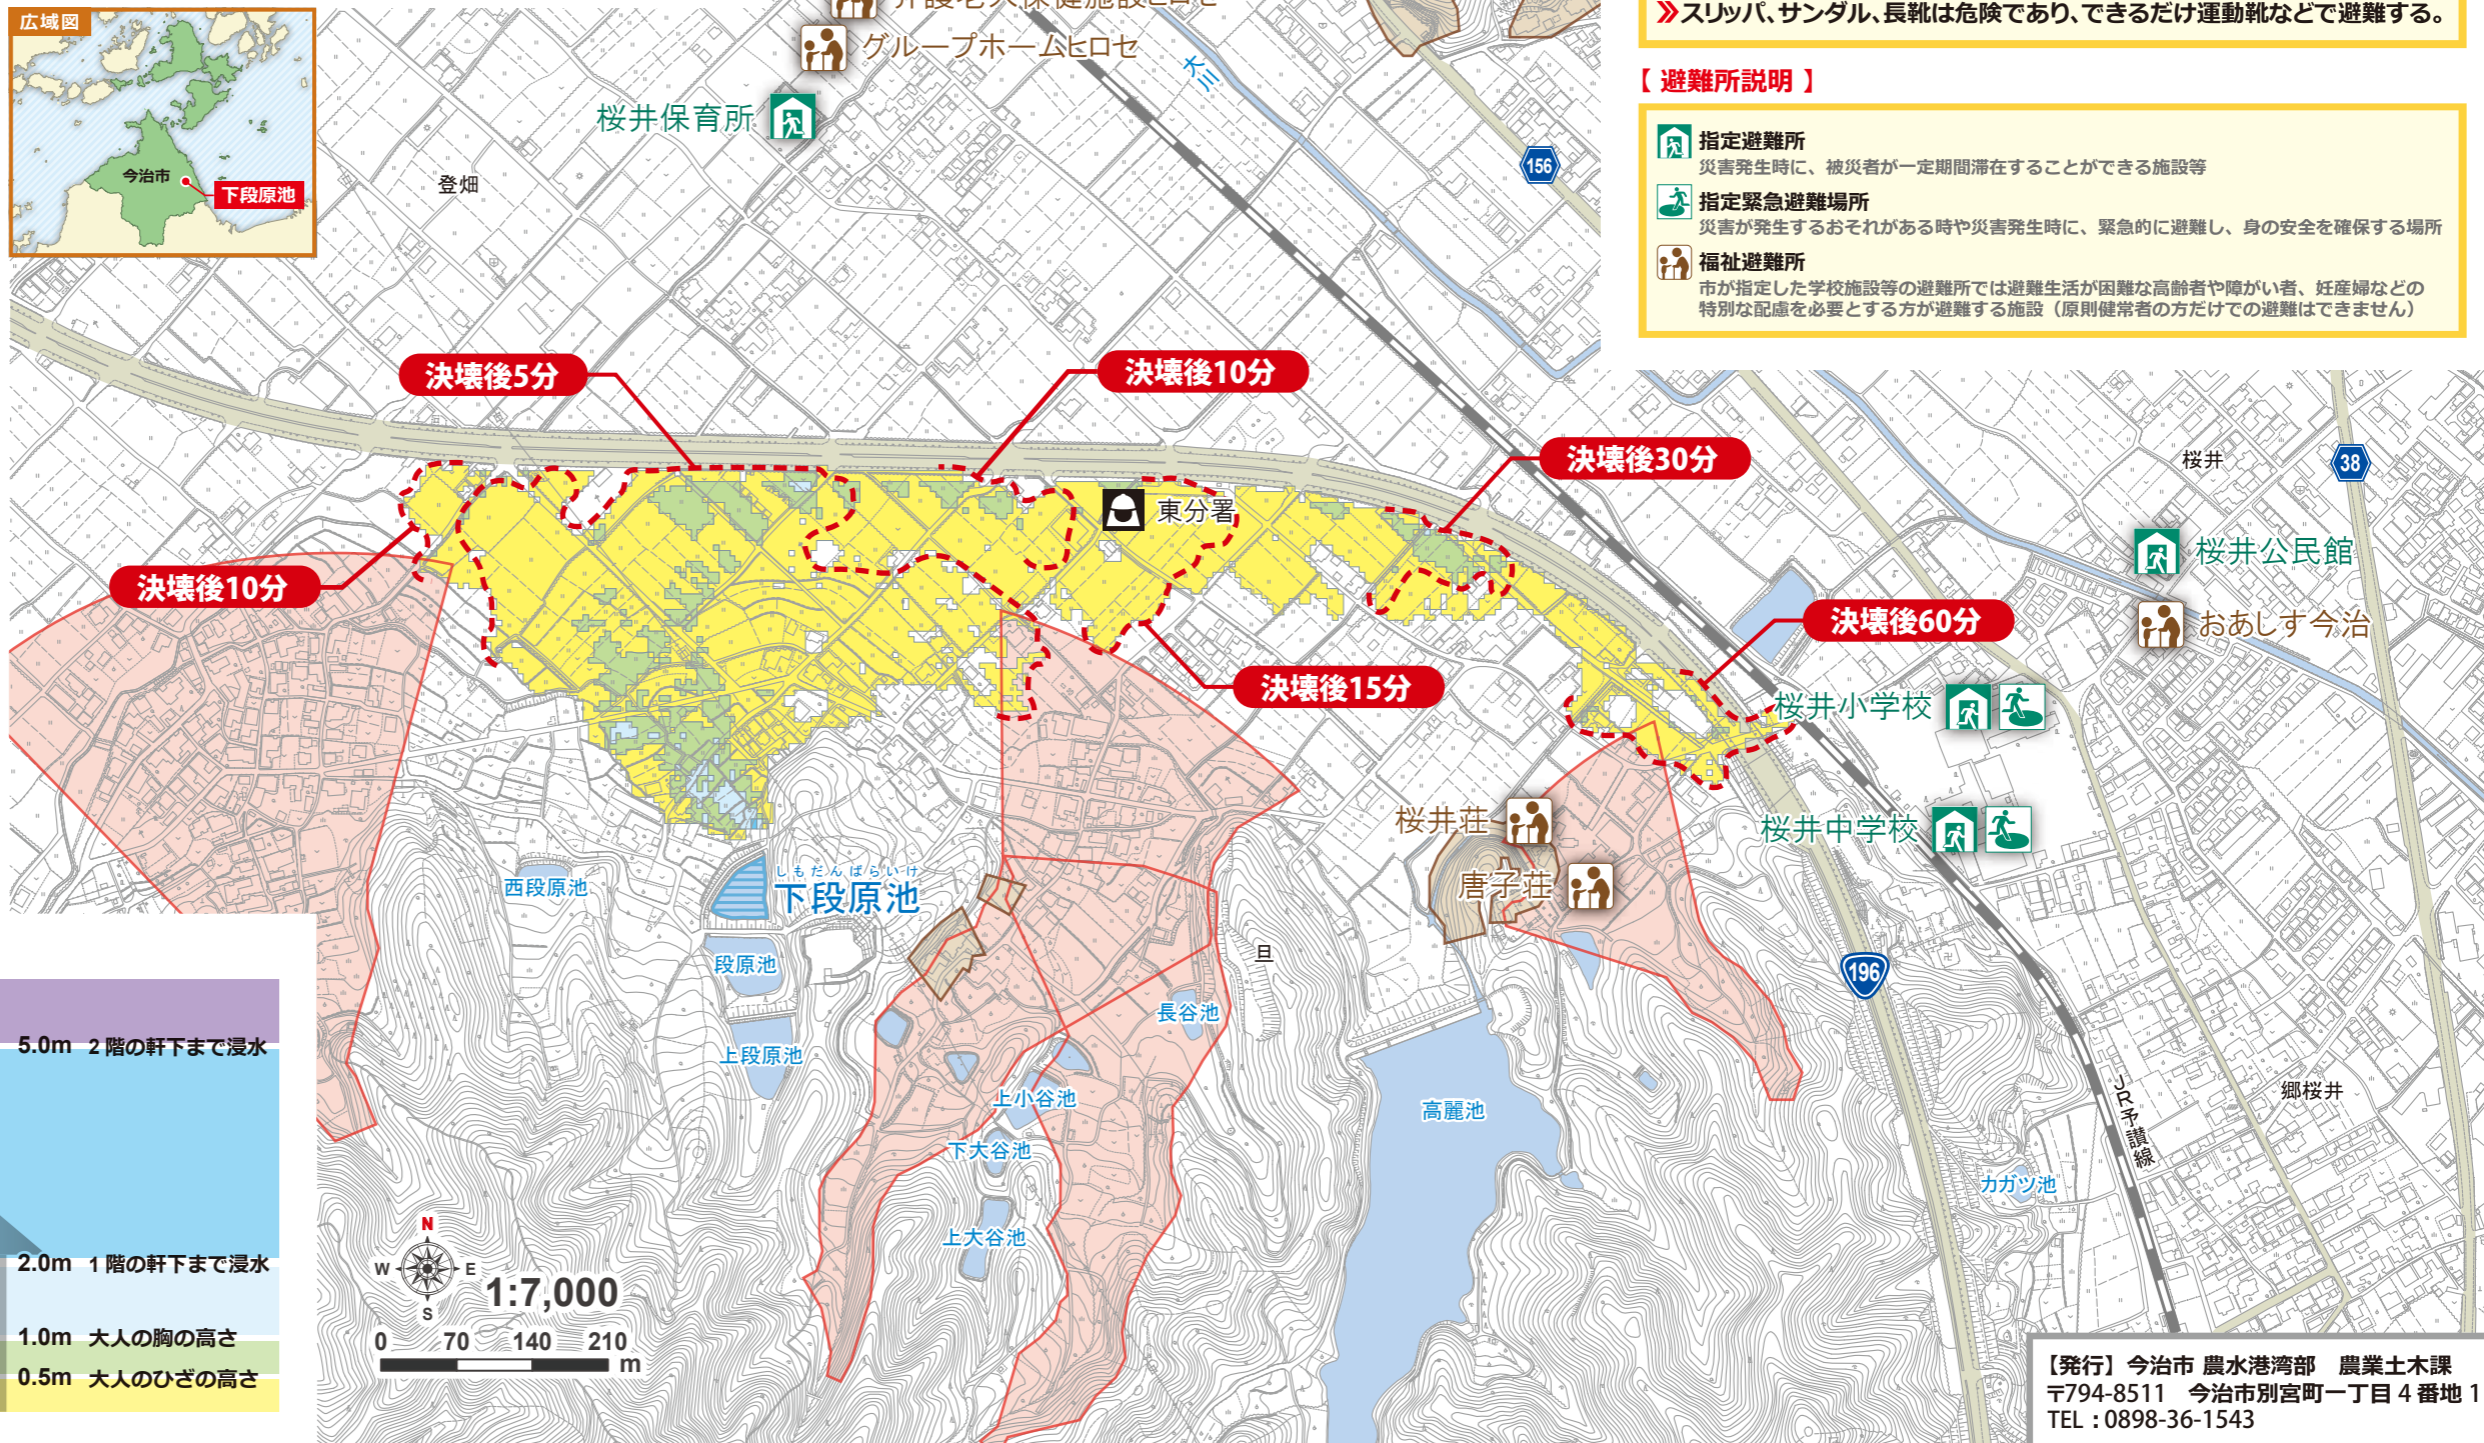 広域図
今治市
下段原池
グループホームヒロセ
桜井保育所
登畑
大川
156
スリッパ、サンダル、長靴は危険であり、できるだけ運動靴などで避難する。
【 避難所説明 】
指定避難所
災害発生時に、被災者が一定期間滞在することができる施設等
指定緊急避難場所
災害が発生するおそれがある時や災害発生時に、緊急的に避難し、身の安全を確保する場所
福祉避難所
市が指定した学校施設等の避難所では避難生活が困難な高齢者や障がい者、妊産婦などの
特別な配慮を必要とする方が避難する施設（原則健常者の方だけでの避難はできません）
決壊後5分
決壊後10分
決壊後30分
桜井
38
東分署
桜井公民館
決壊後10分
決壊後60分
おあしす今治
決壊後15分
桜井小学校
桜井荘
桜井中学校
しもだんばらいけ
下段原池
西段原池
唐子荘
段原池
旦
196
長谷池
上段原池
上小谷池
高麗池
JR予讃線
郷桜井
下大谷池
カガツ池
上大谷池
5.0m 2階の軒下まで浸水
2.0m 1階の軒下まで浸水
1.0m 大人の胸の高さ
0.5m 大人のひざの高さ
N
W E
S
1:7,000
0 70 140 210
m
【発行】今治市 農水港湾部 農業土木課
〒794-8511 今治市別宮町一丁目4番地1
TEL：0898-36-1543